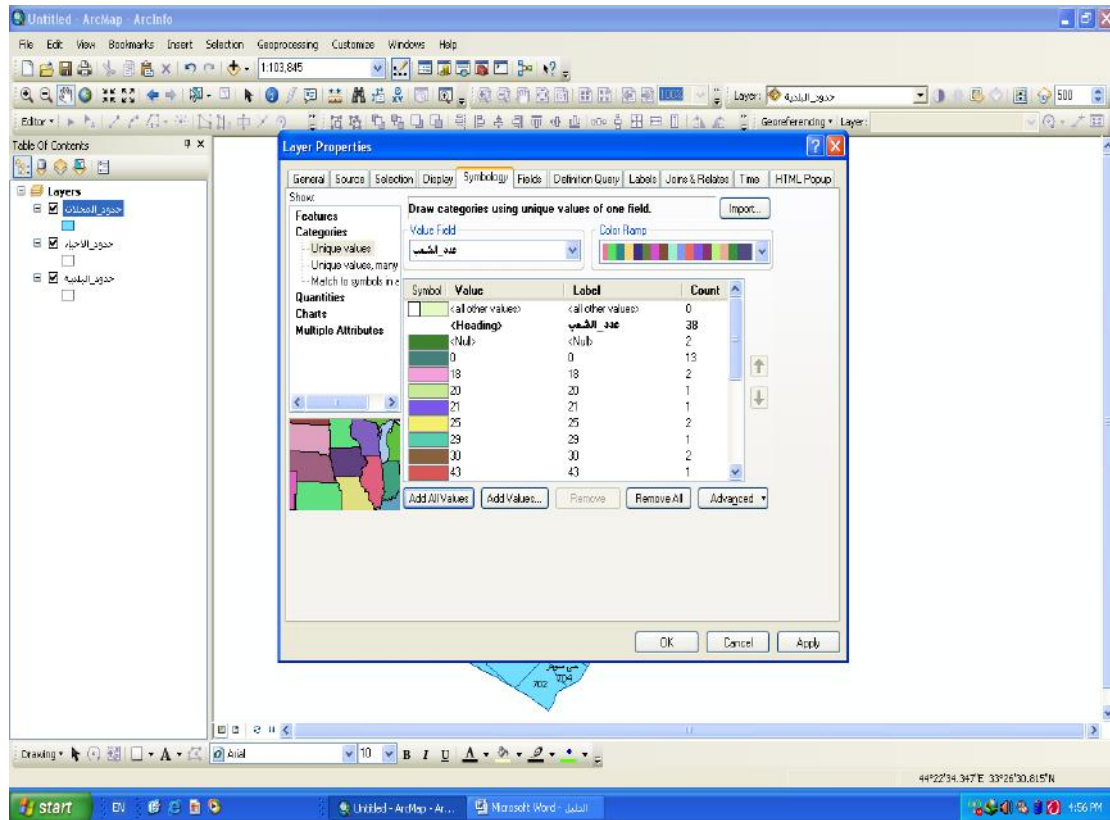 Untitled - ArcMap - ArcInfo
File Edit View Bookmarks Insert Selection Geoprocessing Customize Windows Help
1:103,845
100%
Layer: حدود_البلدية
500
Editor
Georeferencing Layer:
Table Of Contents
Layers
حدود_المحلات
حدود_الاحياء
حدود_البلدية
Layer Properties
General Source Selection Display Symbology Fields Definition Query Labels Joins & Relates Time HTML Popup
Show:
Features
Categories
Unique values
Unique values, many
Match to symbols in a
Quantities
Charts
Multiple Attributes
Draw categories using unique values of one field.
Import...
Value Field
عدد_الشعب
Color Ramp
Symbol Value Label Count
<all other values> <all other values> 0
<Heading> عدد_الشعب 38
<Null> <Null> 2
0 0 13
18 18 2
20 20 1
21 21 1
25 25 2
29 29 1
30 30 2
43 43 1
Add All Values Add Values... Remove Remove All Advanced
OK Cancel Apply
702 704
Drawing A Arial 10 B I U A
44°22'34.347"E 33°26'30.815"N
start EN Untitled - ArcMap - Ar... Microsoft Word - الدليل 4:56 PM